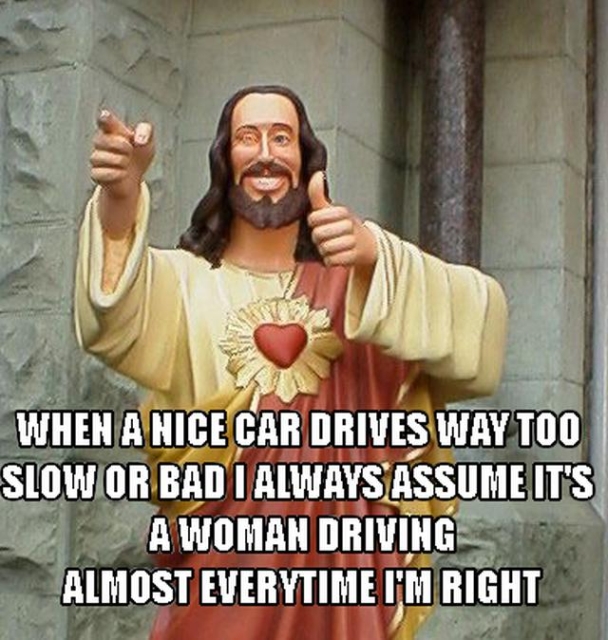 WHEN A NICE CAR DRIVES WAY TOO
SLOW OR BAD I ALWAYS ASSUME IT'S
A WOMAN DRIVING
ALMOST EVERYTIME I'M RIGHT